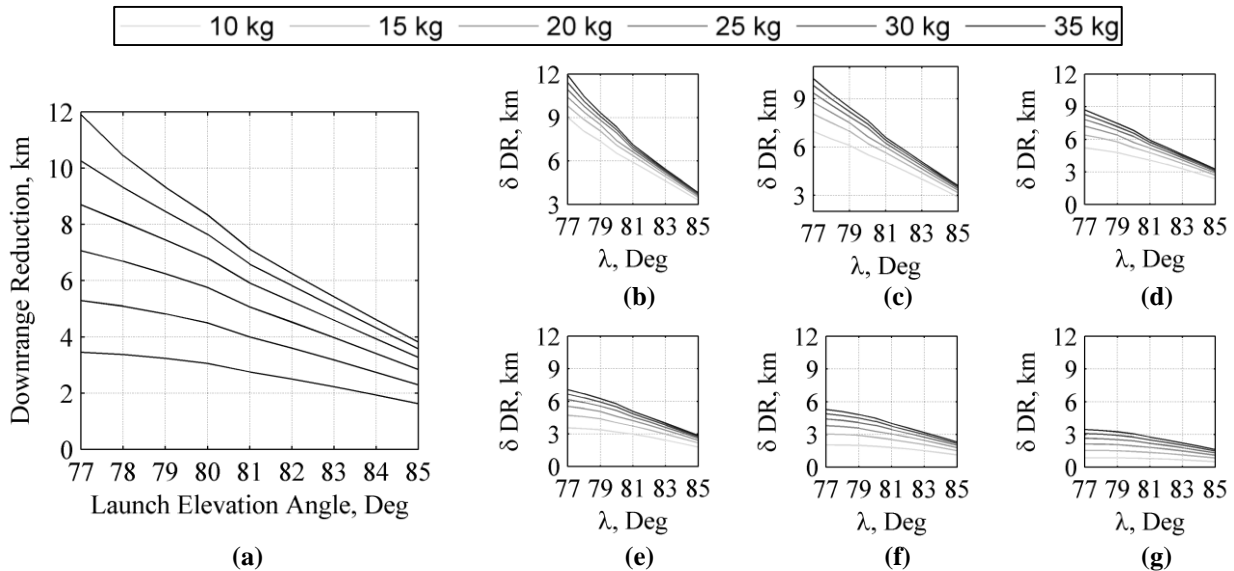 10 kg 15 kg 20 kg 25 kg 30 kg 35 kg
Downrange Reduction, km
12
10
8
6
4
2
0
77 78 79 80 81 82 83 84 85
Launch Elevation Angle, Deg
(a)
δ DR, km
12
9
6
3
77 79 81 83 85
λ, Deg
(b)
δ DR, km
9
6
3
77 79 81 83 85
λ, Deg
(c)
δ DR, km
12
9
6
3
0
77 79 81 83 85
λ, Deg
(d)
δ DR, km
12
9
6
3
0
77 79 81 83 85
λ, Deg
(e)
δ DR, km
12
9
6
3
0
77 79 81 83 85
λ, Deg
(f)
δ DR, km
12
9
6
3
0
77 79 81 83 85
λ, Deg
(g)